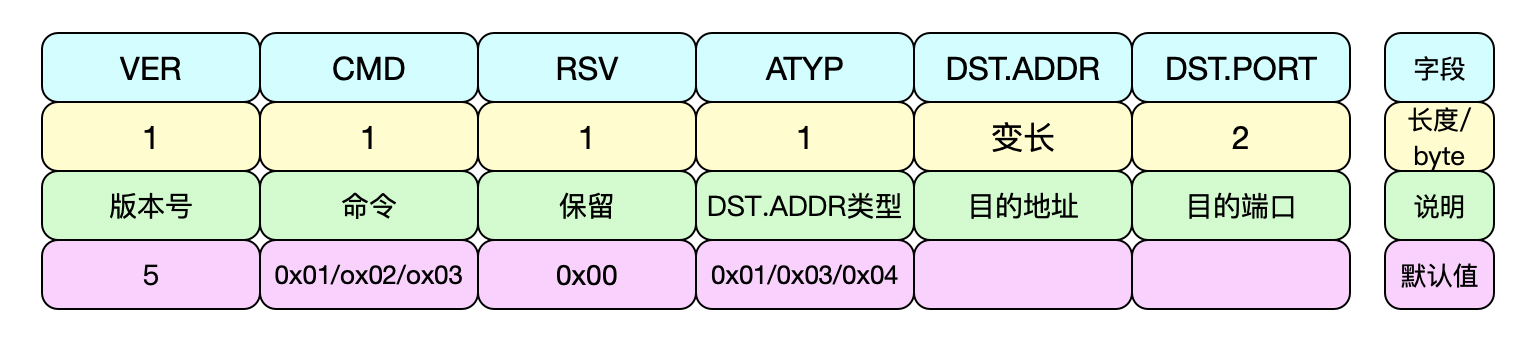 VER CMD RSV ATYP DST.ADDR DST.PORT 字段
1 1 1 1 变长 2 长度/
byte
版本号 命令 保留 DST.ADDR类型 目的地址 目的端口 说明
5 0x01/ox02/ox03 0x00 0x01/0x03/0x04 默认值